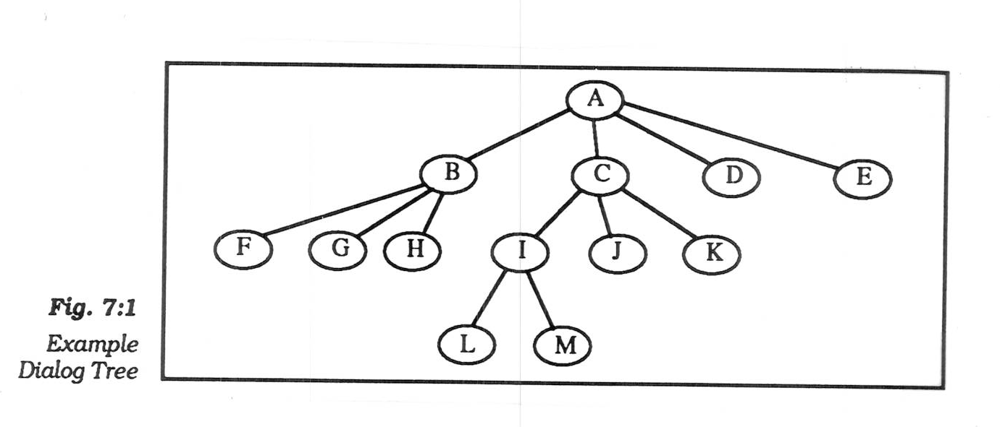 A
B C D E
F G H I J K
L M
Fig. 7:1
Example
Dialog Tree